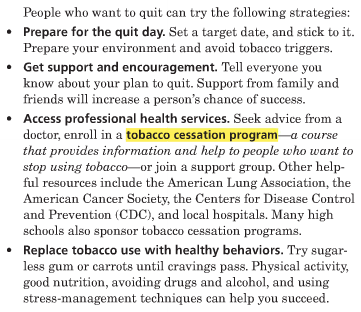 People who want to quit can try the following strategies:
• Prepare for the quit day. Set a target date, and stick to it.
Prepare your environment and avoid tobacco triggers.
• Get support and encouragement. Tell everyone you
know about your plan to quit. Support from family and
friends will increase a person's chance of success.
• Access professional health services. Seek advice from a
doctor, enroll in a tobacco cessation program—a course
that provides information and help to people who want to
stop using tobacco—or join a support group. Other help-
ful resources include the American Lung Association, the
American Cancer Society, the Centers for Disease Control
and Prevention (CDC), and local hospitals. Many high
schools also sponsor tobacco cessation programs.
• Replace tobacco use with healthy behaviors. Try sugar-
less gum or carrots until cravings pass. Physical activity,
good nutrition, avoiding drugs and alcohol, and using
stress-management techniques can help you succeed.